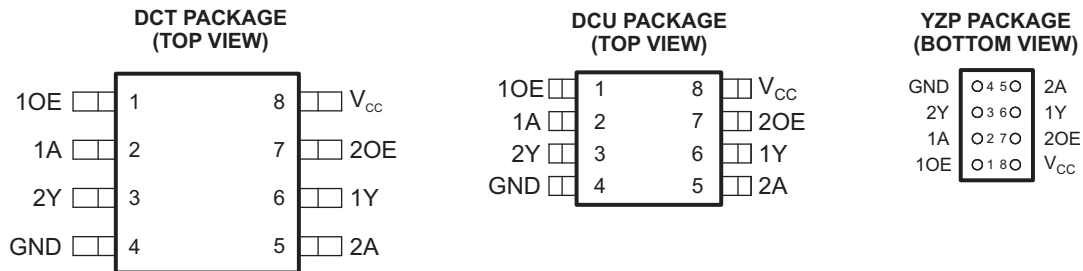 DCT PACKAGE
(TOP VIEW)
1OE 1 8 VCC
1A 2 7 2OE
2Y 3 6 1Y
GND 4 5 2A
DCU PACKAGE
(TOP VIEW)
1OE 1 8 VCC
1A 2 7 2OE
2Y 3 6 1Y
GND 4 5 2A
YZP PACKAGE
(BOTTOM VIEW)
GND 4 5 2A
2Y 3 6 1Y
1A 2 7 2OE
1OE 1 8 VCC